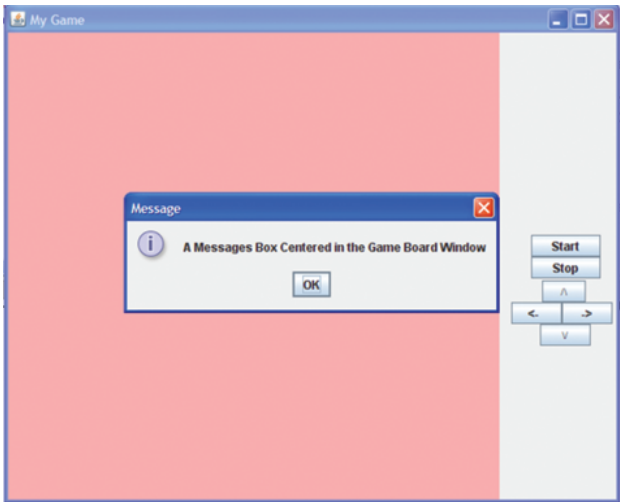 My Game
Message
A Messages Box Centered in the Game Board Window
OK
Start
Stop
^
<. .>
v